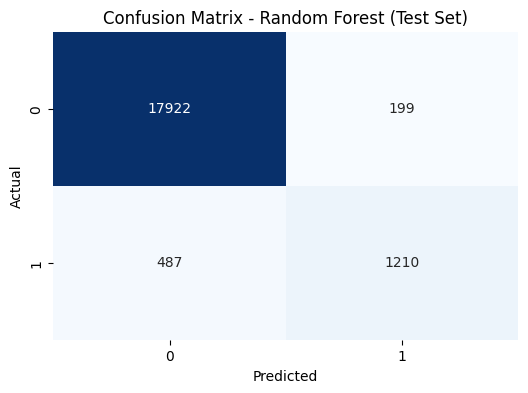 Confusion Matrix - Random Forest (Test Set)
0
17922
199
Actual
1
487
1210
0
1
Predicted